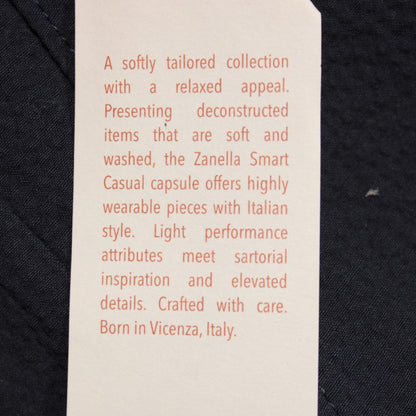 A softly tailored collection
with a relaxed appeal.
Presenting deconstructed
items that are soft and
washed, the Zanella Smart
Casual capsule offers highly
wearable pieces with Italian
style. Light performance
attributes meet sartorial
inspiration and elevated
details. Crafted with care.
Born in Vicenza, Italy.